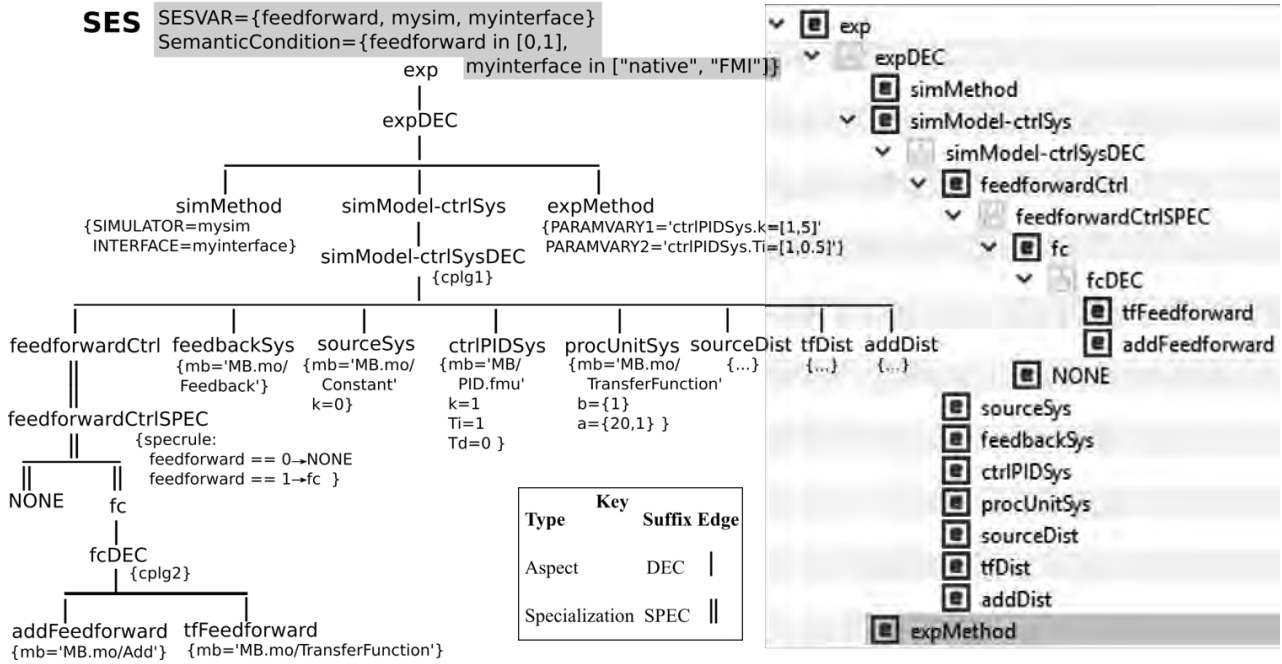 SES
SESVAR={feedforward, mysim, myinterface}
SemanticCondition={feedforward in [0,1],
myinterface in ["native", "FMI"]}
exp
expDEC
simMethod
{SIMULATOR=mysim
INTERFACE=myinterface}
simModel-ctrlSys
expMethod
{PARAMVARY1='ctrlPIDSys.k=[1,5]'
PARAMVARY2='ctrlPIDSys.Ti=[1,0.5]'}
simModel-ctrlSysDEC
{cplg1}
feedforwardCtrl
feedbackSys
{mb='MB.mo/
Feedback'}
sourceSys
{mb='MB.mo/
Constant'
k=0}
ctrlPIDSys
{mb='MB/
PID.fmu'
k=1
Ti=1
Td=0 }
procUnitSys
{mb='MB.mo/
TransferFunction'
b={1}
a={20,1} }
sourceDist
{...}
tfDist
{...}
addDist
{...}
feedforwardCtrlSPEC
{specrule:
feedforward == 0→NONE
feedforward == 1→fc }
NONE
fc
fcDEC
{cplg2}
addFeedforward
{mb='MB.mo/Add'}
tfFeedforward
{mb='MB.mo/TransferFunction'}
Key
Type Suffix Edge
Aspect DEC |
Specialization SPEC ||
e exp
expDEC
e simMethod
e simModel-ctrlSys
simModel-ctrlSysDEC
e feedforwardCtrl
feedforwardCtrlSPEC
e fc
fcDEC
e tfFeedforward
e addFeedforward
e NONE
e sourceSys
e feedbackSys
e ctrlPIDSys
e procUnitSys
e sourceDist
e tfDist
e addDist
e expMethod